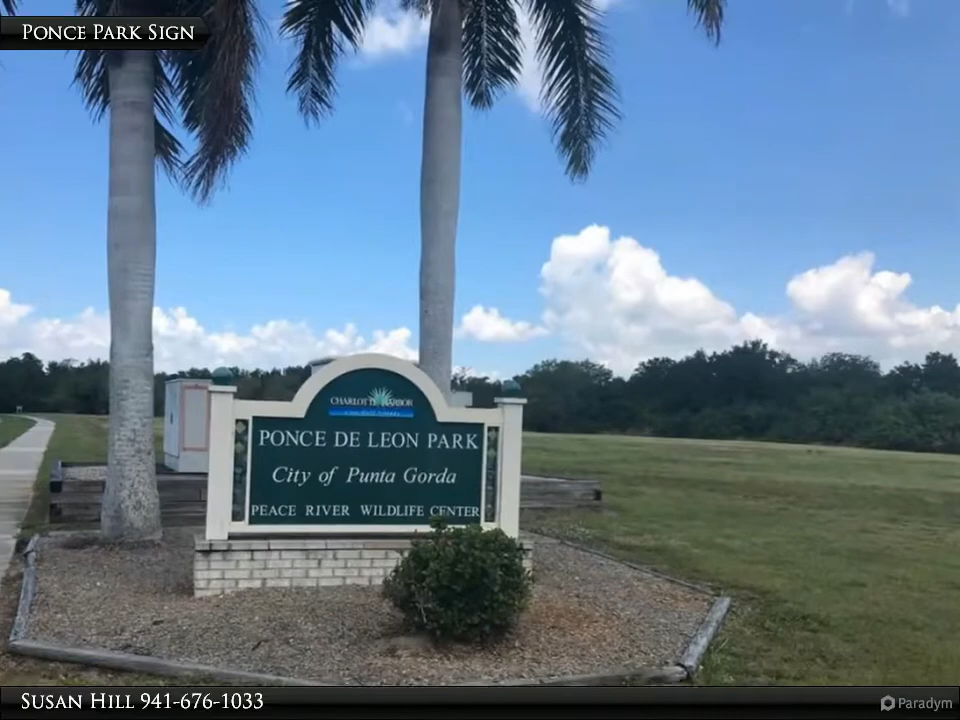 Ponce Park Sign
CHARLOTTE HARBOR
PONCE DE LEON PARK
City of Punta Gorda
PEACE RIVER WILDLIFE CENTER
Susan Hill 941-676-1033
Paradym